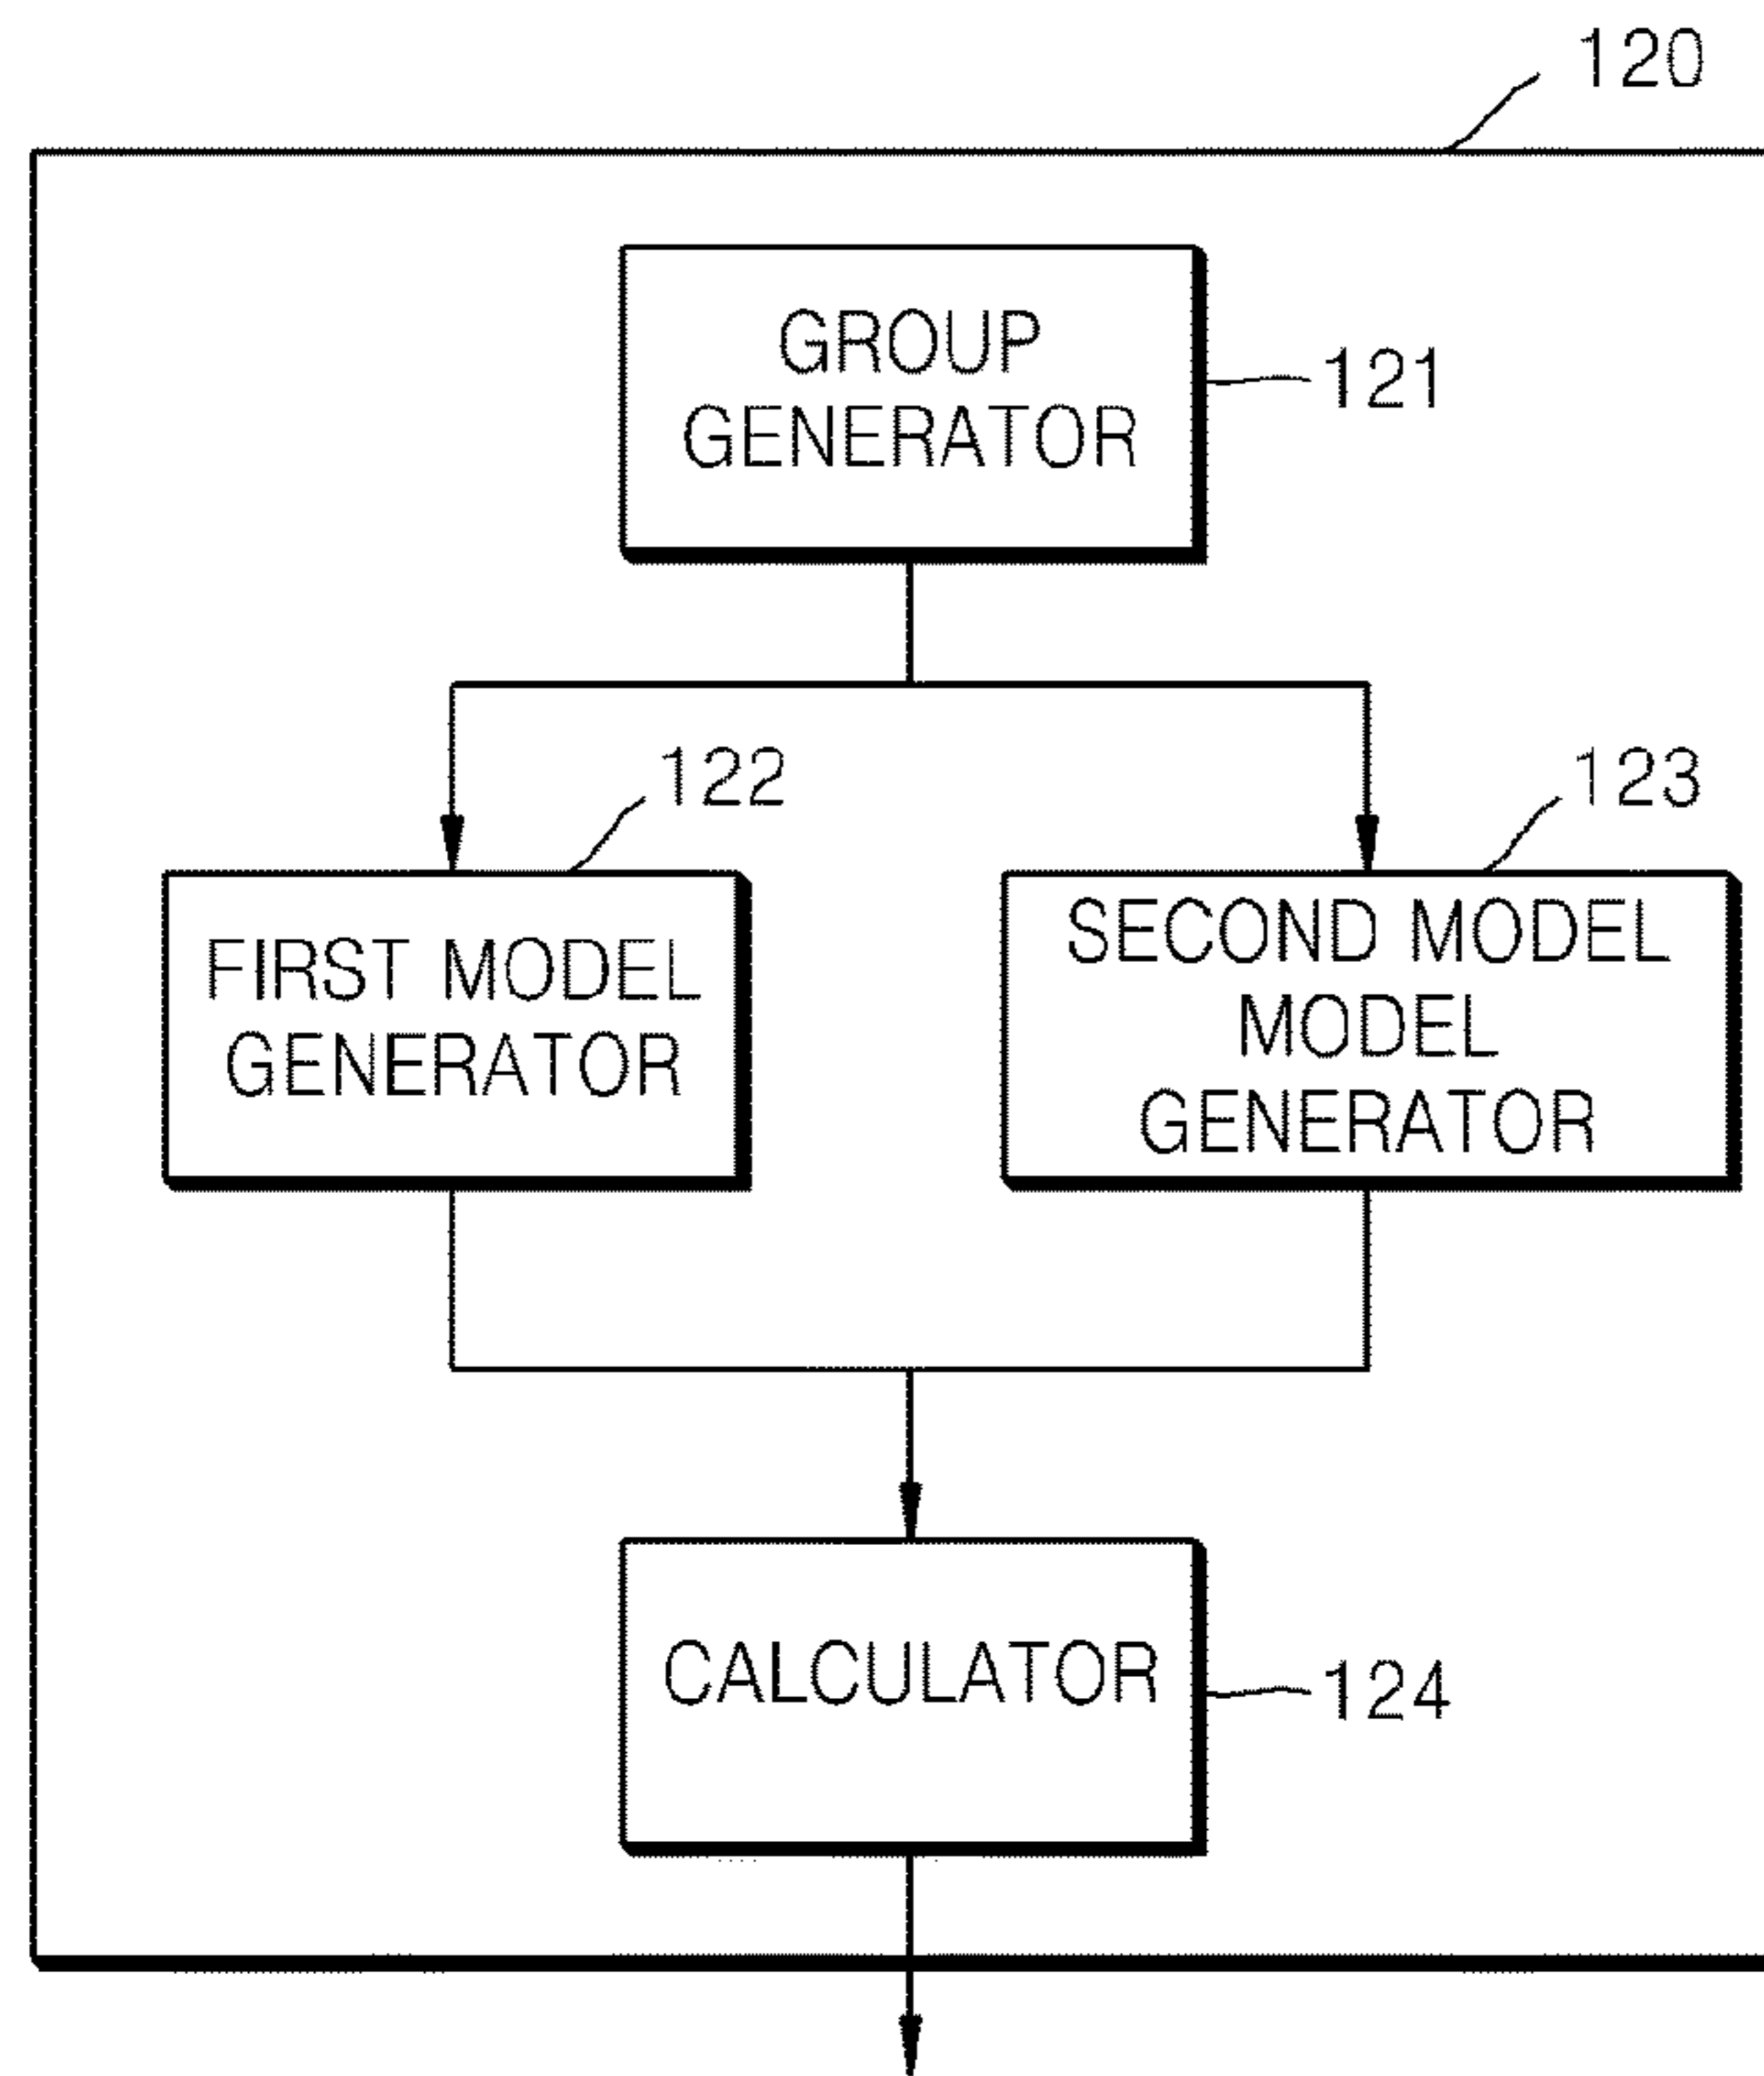 120
GROUP
GENERATOR
121
122
123
FIRST MODEL
GENERATOR
SECOND MODEL
MODEL
GENERATOR
CALCULATOR
124